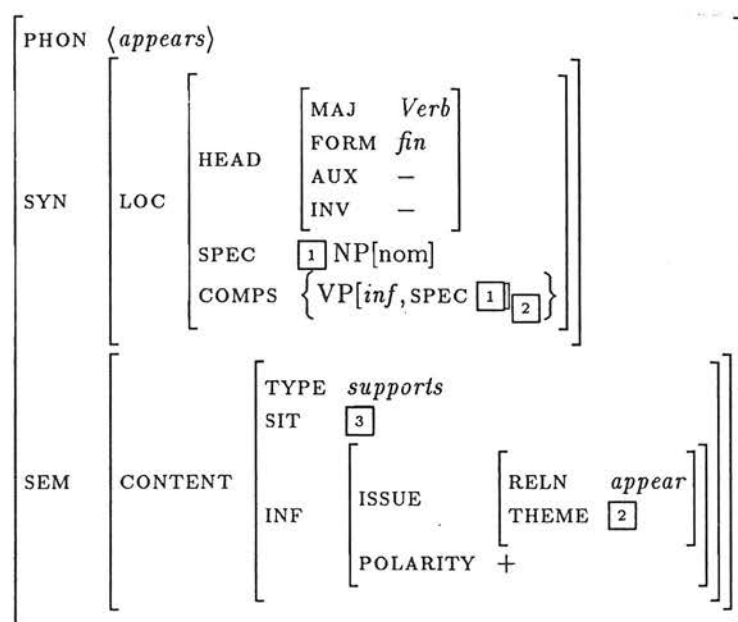 PHON ⟨appears⟩
MAJ Verb
FORM fin
HEAD
AUX −
SYN LOC
INV −
SPEC [1] NP[nom]
COMPS {VP[inf, SPEC [1]] [2]}
TYPE supports
SIT [3]
RELN appear
ISSUE
SEM CONTENT
THEME [2]
INF
POLARITY +